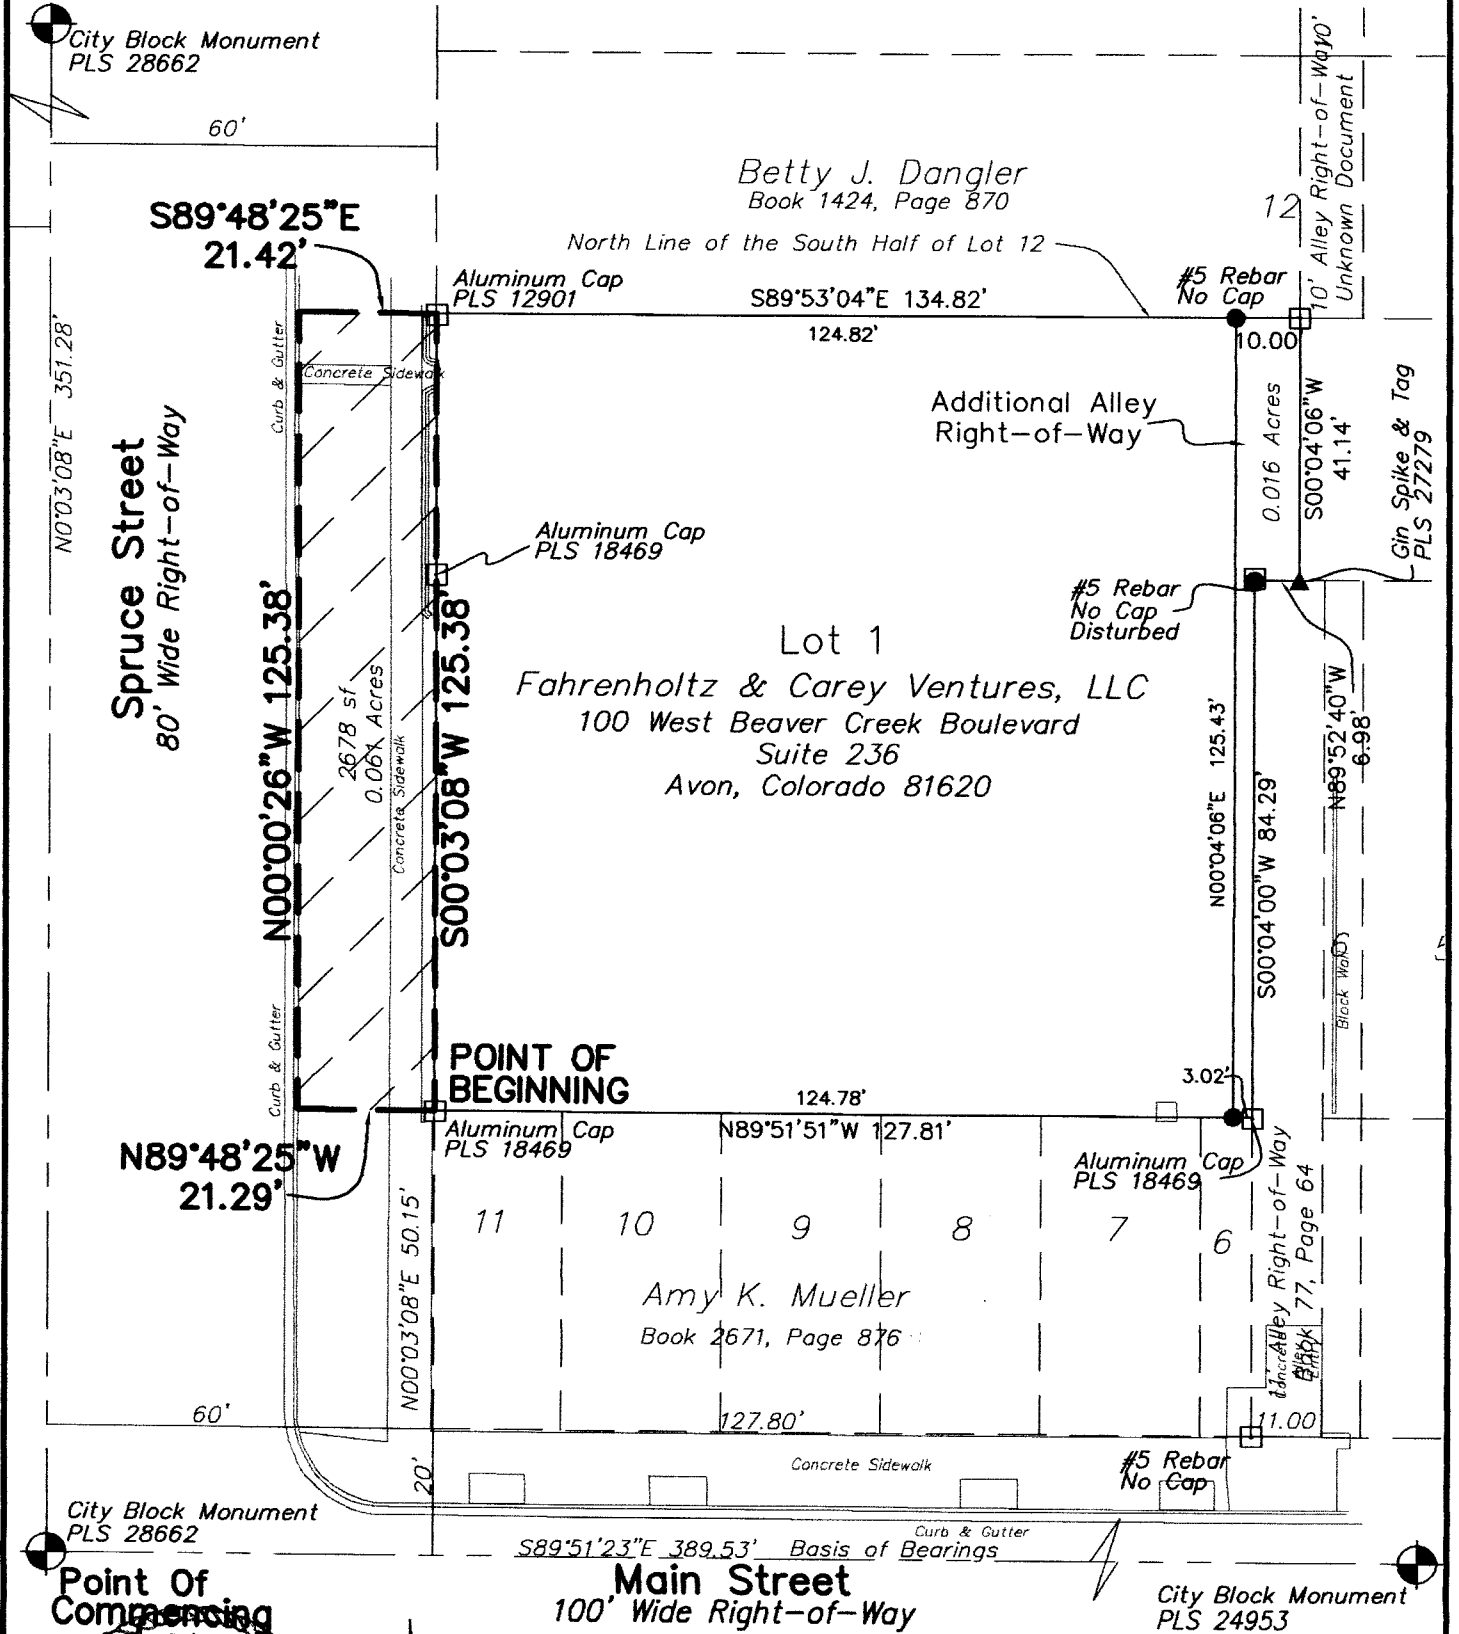 City Block Monument
PLS 28662
60'
10' Alley Right-of-Way
Unknown Document
Betty J. Dangler
Book 1424, Page 870
12
S89°48'25"E
21.42'
North Line of the South Half of Lot 12
Aluminum Cap
PLS 12901
S89°53'04"E 134.82'
124.82'
#5 Rebar
No Cap
10.00
N0°03'08"E 351.28'
Curb & Gutter
Concrete Sidewalk
Additional Alley
Right-of-Way
0.016 Acres
S00°04'06"W
41.14'
Gin Spike & Tag
PLS 27279
Spruce Street
80' Wide Right-of-Way
Aluminum Cap
PLS 18469
#5 Rebar
No Cap
Disturbed
N00°00'26"W 125.38'
2678 sf
0.061 Acres
Concrete Sidewalk
S00°03'08"W 125.38'
Lot 1
Fahrenholtz & Carey Ventures, LLC
100 West Beaver Creek Boulevard
Suite 236
Avon, Colorado 81620
N00°04'06"E 125.43'
S00°04'00"W 84.29'
N89°52'40"W
6.98'
Block Wall
Curb & Gutter
POINT OF
BEGINNING
124.78'
3.02'
Aluminum Cap
PLS 18469
N89°51'51"W 127.81'
Aluminum Cap
PLS 18469
N89°48'25"W
21.29'
N00°03'08"E 50.15'
11
10
9
8
7
6
Amy K. Mueller
Book 2671, Page 876
11' Alley Right-of-Way
Book 77, Page 64
Concrete
60'
127.80'
11.00
20'
Concrete Sidewalk
#5 Rebar
No Cap
City Block Monument
PLS 28662
Curb & Gutter
S89°51'23"E 389.53' Basis of Bearings
Point Of
Commencing
Main Street
100' Wide Right-of-Way
City Block Monument
PLS 24953